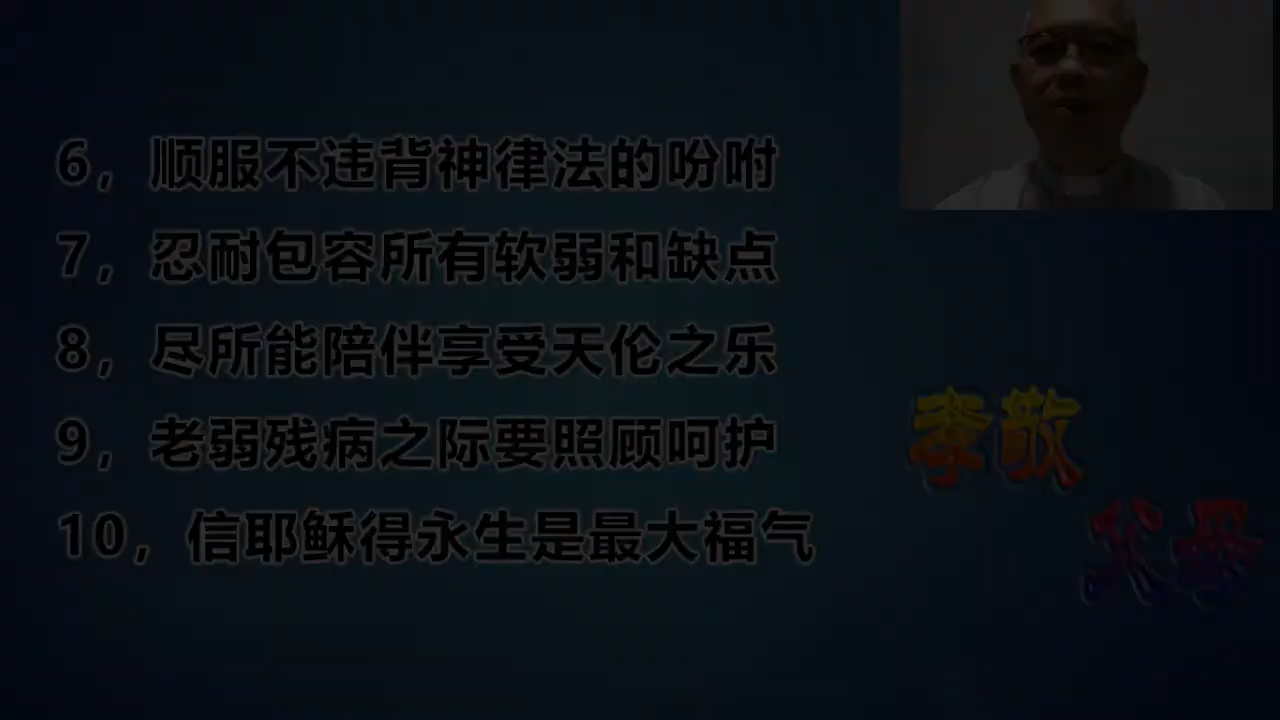 6，顺服不违背神律法的吩咐
7，忍耐包容所有软弱和缺点
8，尽所能陪伴享受天伦之乐
9，老弱残病之际要照顾呵护
10，信耶稣得永生是最大福气
孝敬
父母